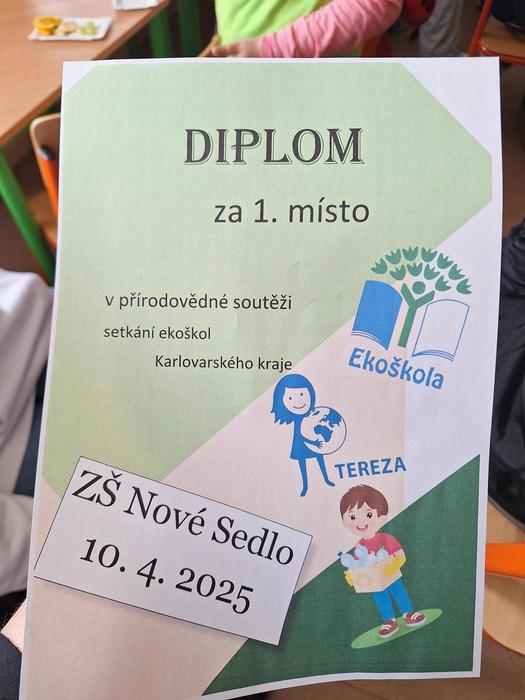 DIPLOM
za 1. místo
v přírodovědné soutěži
setkání ekoškol
Karlovarského kraje
Ekoškola
TEREZA
ZŠ Nové Sedlo
10. 4. 2025